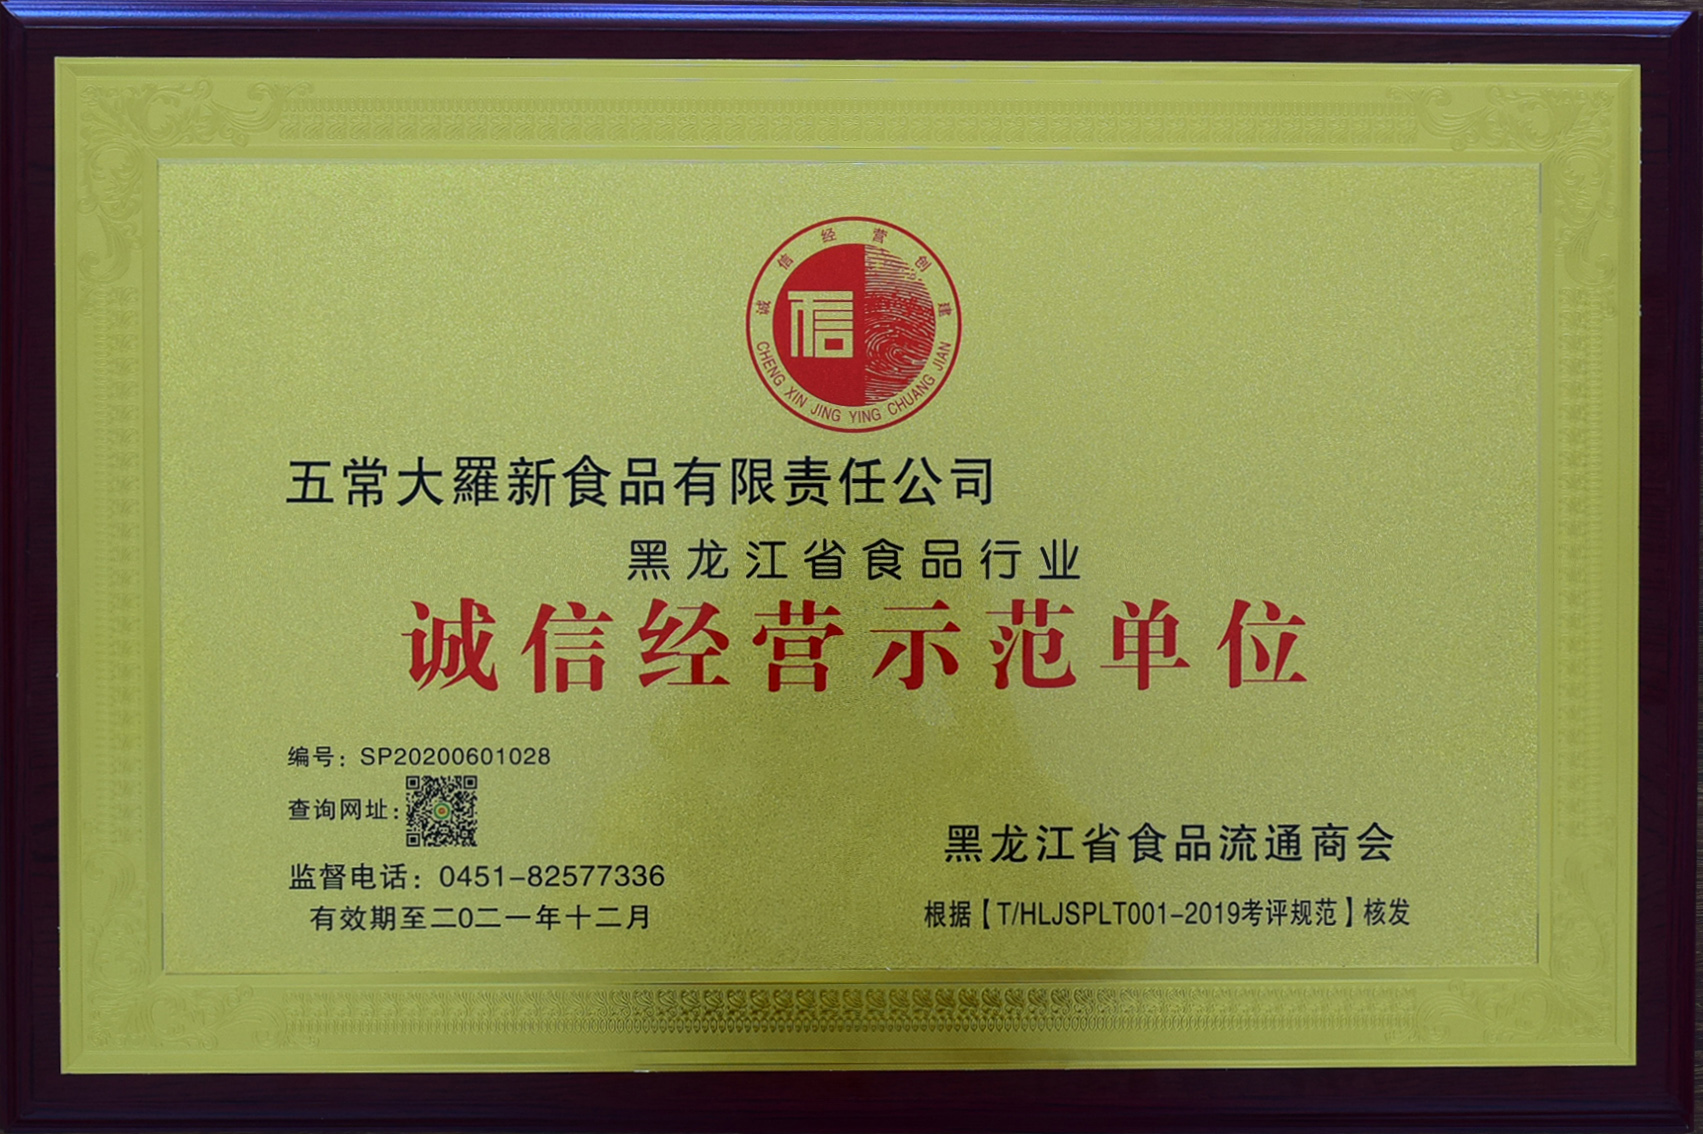 诚信经营创建
信
CHENG XIN JING YING CHUANG JIAN
五常大羅新食品有限责任公司
黑龙江省食品行业
诚信经营示范单位
编号：SP20200601028
查询网址：
监督电话：0451-82577336
有效期至二0二一年十二月
黑龙江省食品流通商会
根据【T/HLJSPLT001-2019考评规范】核发